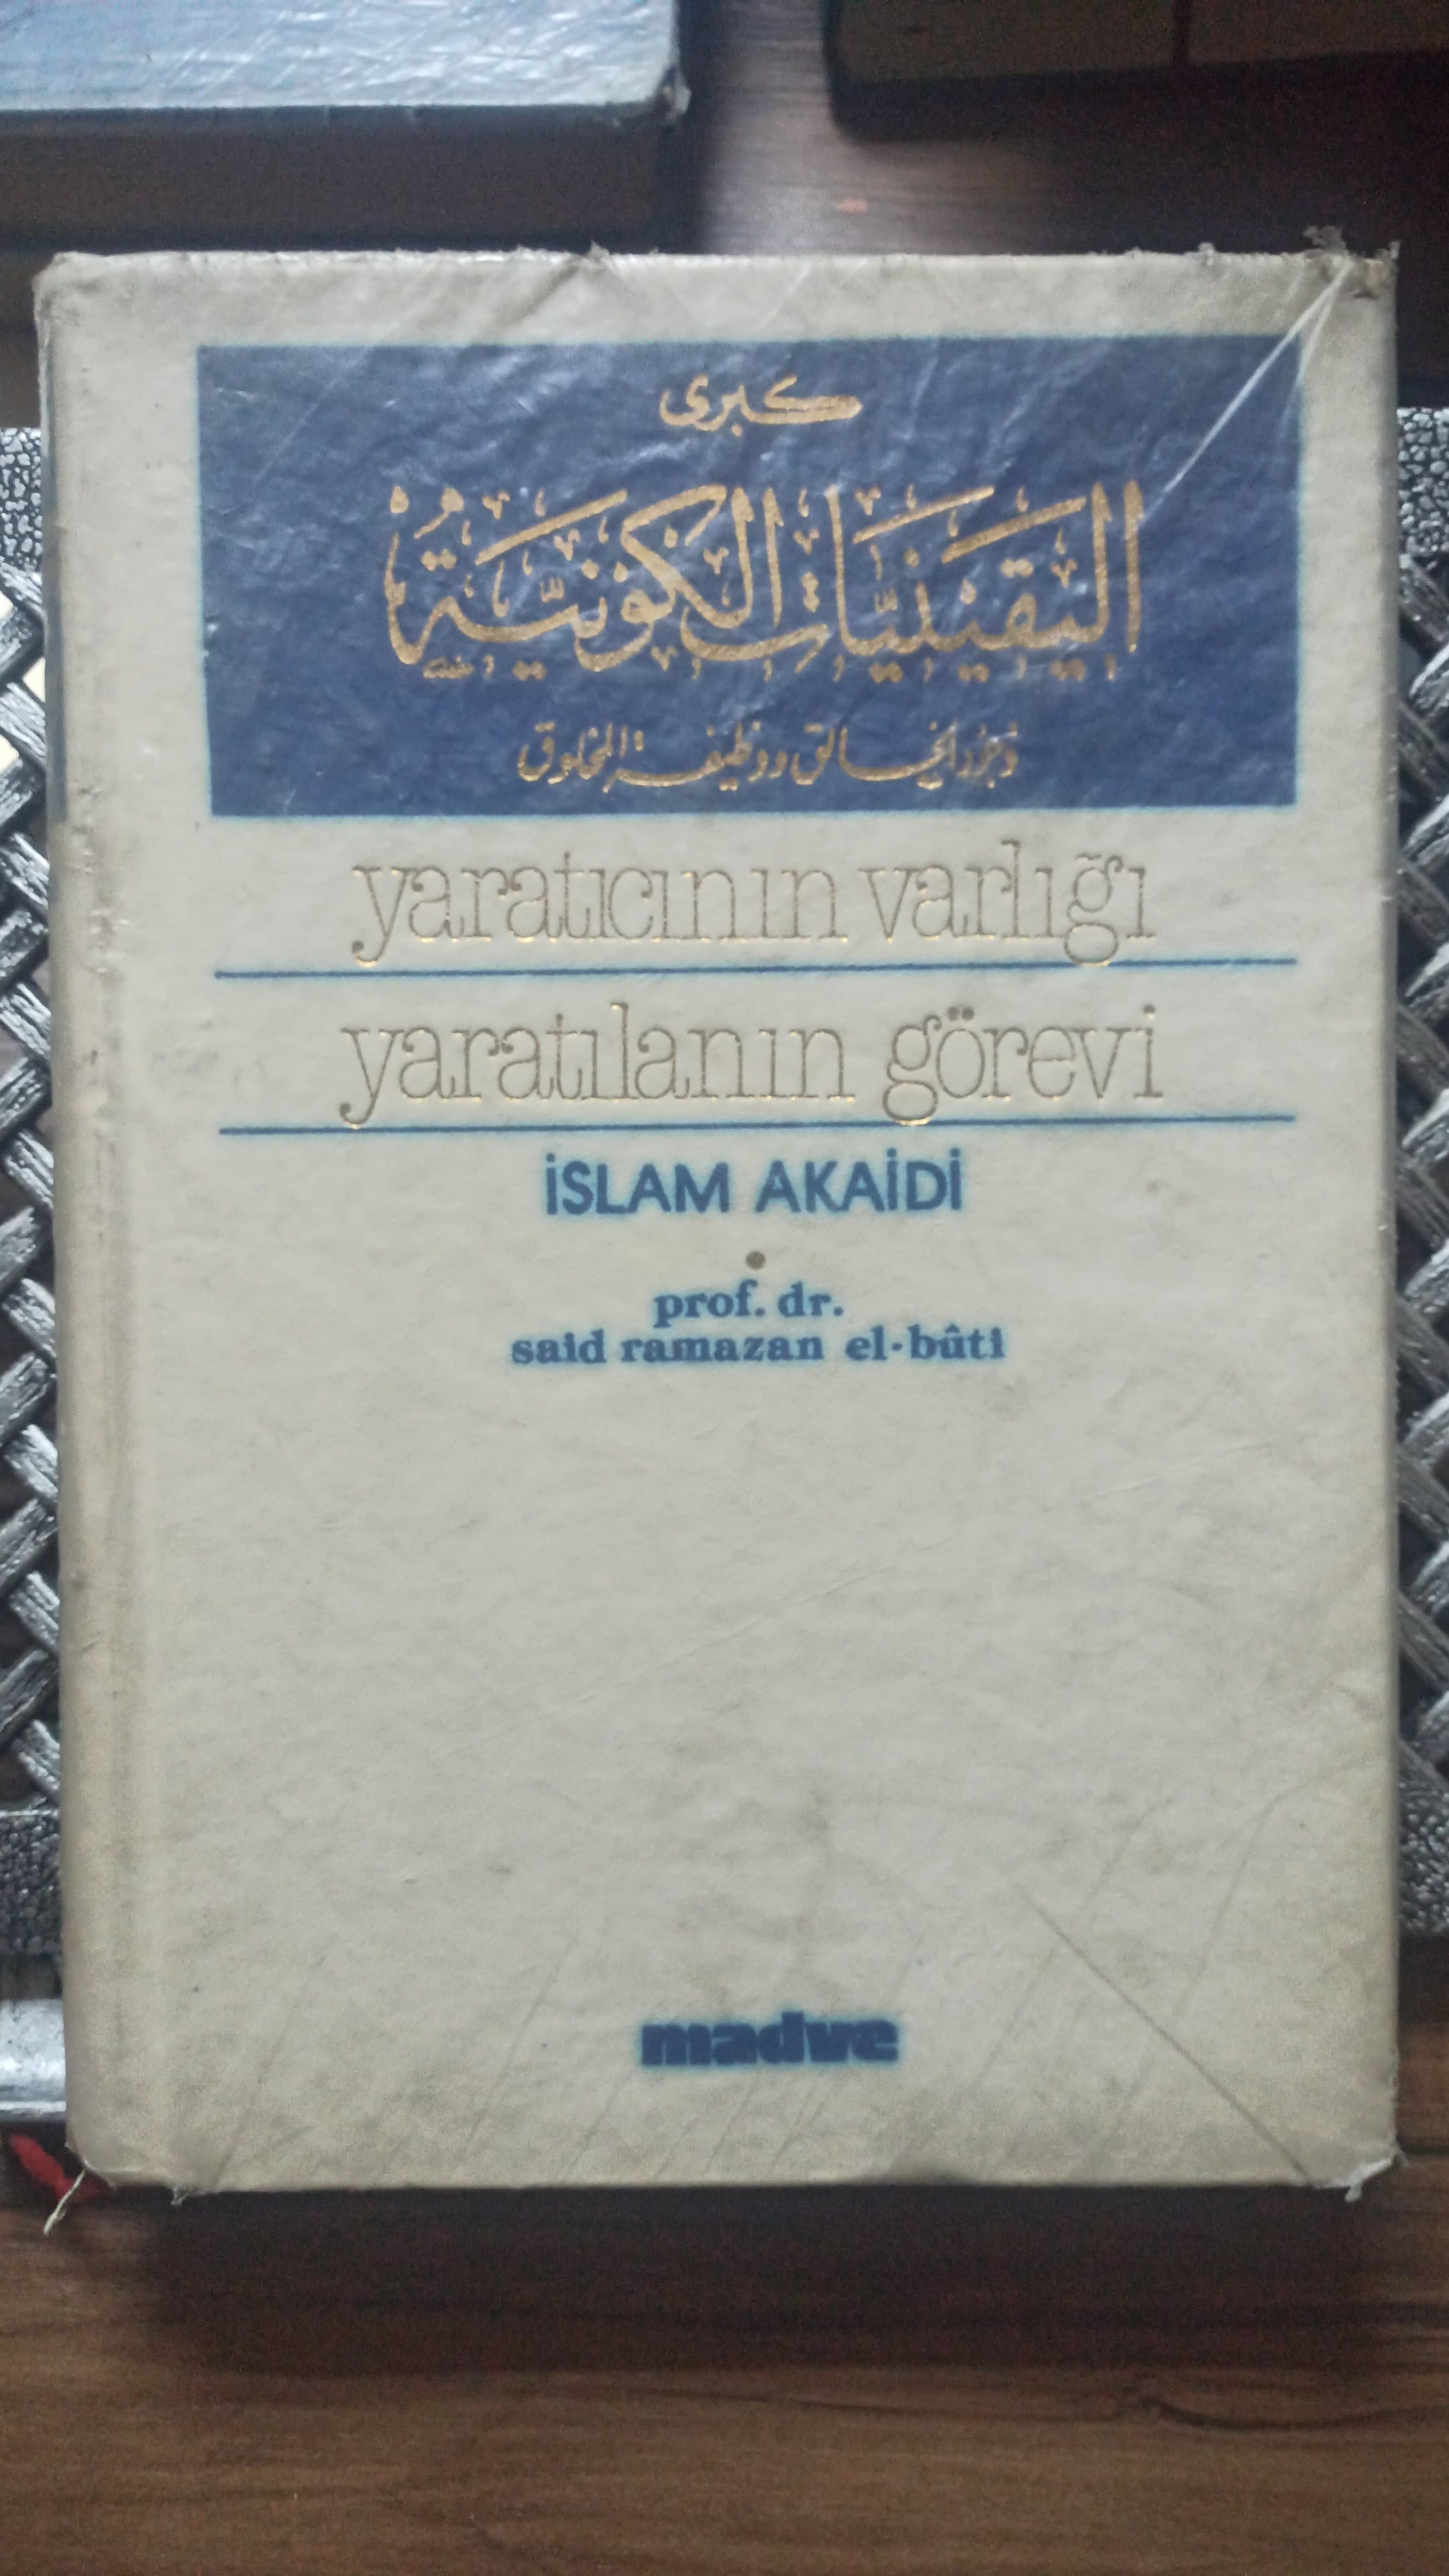 كبرى
اليقينيات الكونية
وجود الخالق ووظيفة المخلوق
yaratıcının varlığı
yaratılanın görevi
İSLAM AKAİDİ
prof. dr.
said ramazan el-bûti
madve